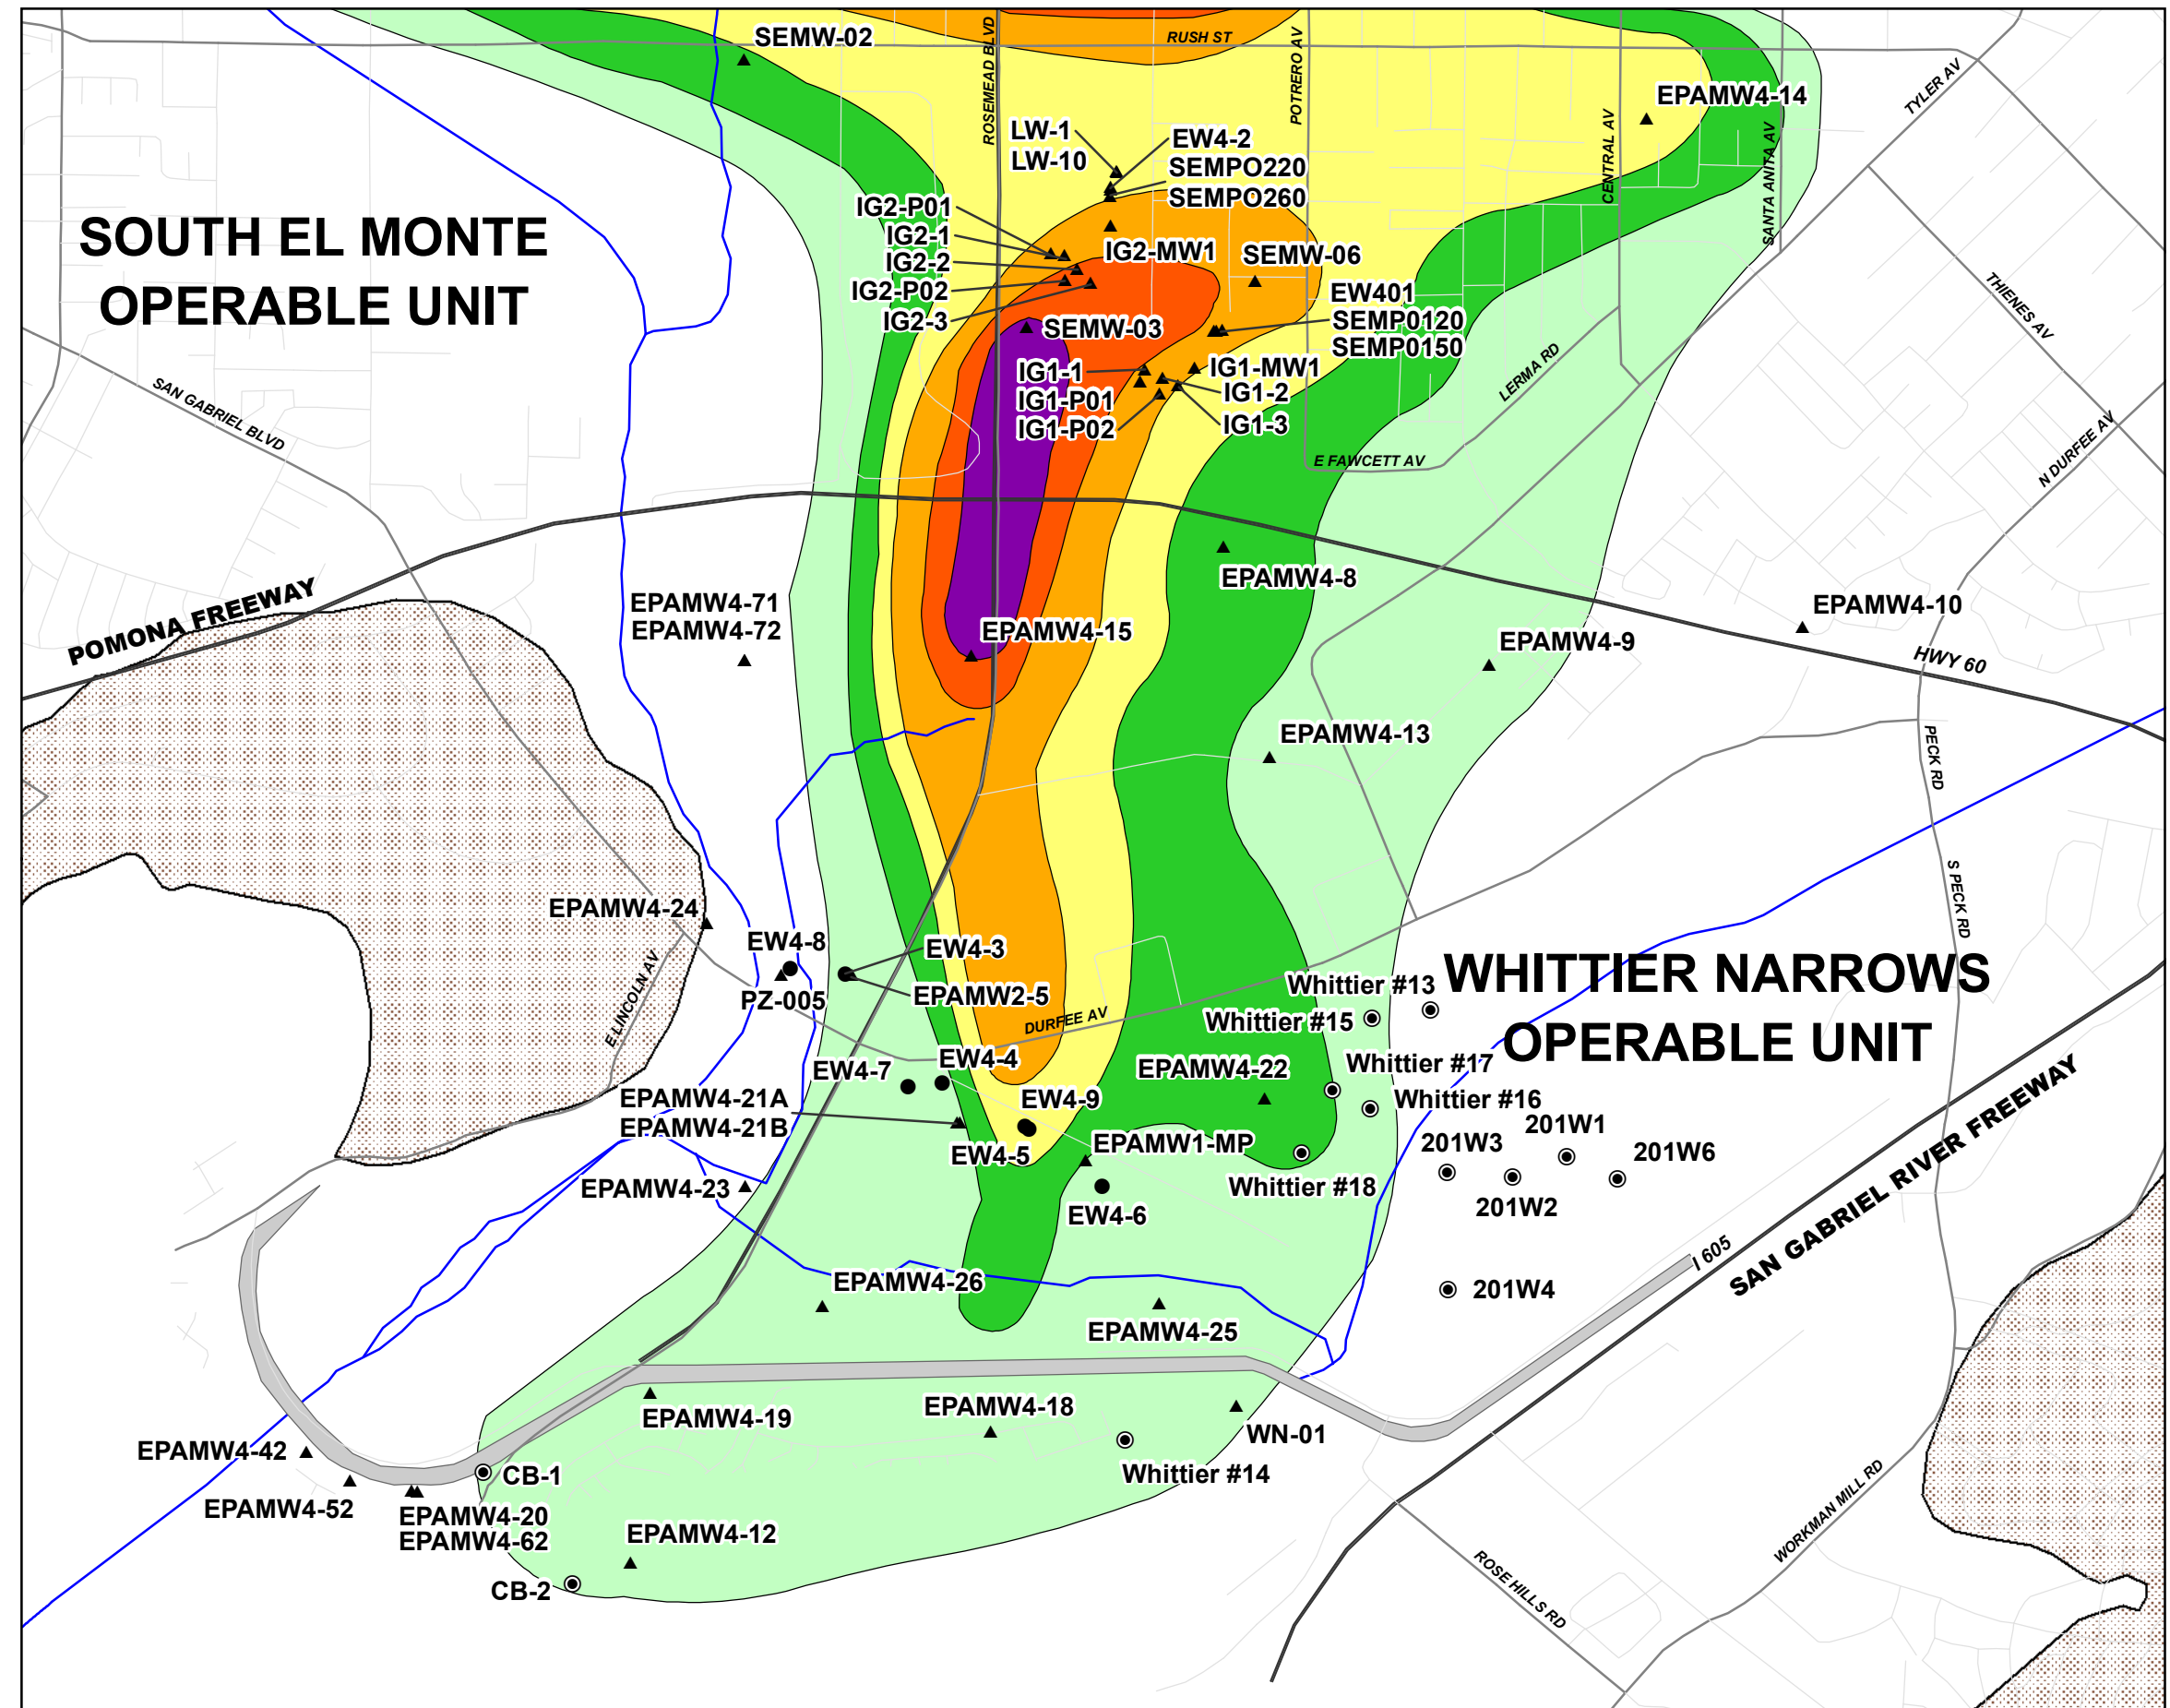 SEMW-02
ROSEMEAD BLVD
RUSH ST
POTRERO AV
EPAMW4-14
CENTRAL AV
SANTA ANITA AV
TYLER AV
LW-1
LW-10
EW4-2
SEMPO220
SEMPO260
SOUTH EL MONTE
OPERABLE UNIT
IG2-P01
IG2-1
IG2-2
IG2-P02
IG2-3
IG2-MW1
SEMW-06
EW401
SEMP0120
SEMP0150
THIENES AV
SEMW-03
IG1-1
IG1-P01
IG1-P02
IG1-MW1
IG1-2
IG1-3
LERMA RD
SAN GABRIEL BLVD
E FAWCETT AV
N DURFEE AV
POMONA FREEWAY
EPAMW4-71
EPAMW4-72
EPAMW4-8
EPAMW4-15
EPAMW4-9
EPAMW4-10
HWY 60
EPAMW4-13
PECK RD
S PECK RD
EPAMW4-24
E LINCOLN AV
EW4-8
PZ-005
EW4-3
EPAMW2-5
DURFEE AV
WHITTIER NARROWS
OPERABLE UNIT
Whittier #13
Whittier #15
Whittier #17
Whittier #16
EW4-7
EW4-4
EPAMW4-22
EPAMW4-21A
EPAMW4-21B
EW4-9
EW4-5
EPAMW1-MP
Whittier #18
EW4-6
201W3
201W1
201W6
201W2
201W4
EPAMW4-23
I 605
SAN GABRIEL RIVER FREEWAY
EPAMW4-26
EPAMW4-25
EPAMW4-19
EPAMW4-18
WN-01
Whittier #14
EPAMW4-42
EPAMW4-52
CB-1
EPAMW4-20
EPAMW4-62
EPAMW4-12
CB-2
ROSE HILLS RD
WORKMAN MILL RD